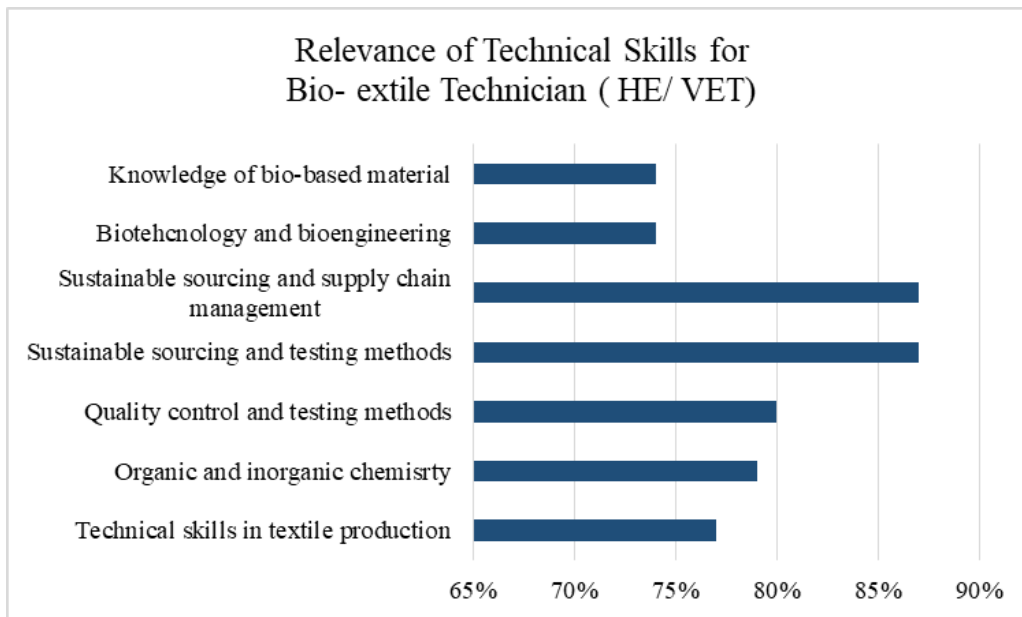 Relevance of Technical Skills for
Bio- extile Technician ( HE/ VET)
Knowledge of bio-based material
Biotehcnology and bioengineering
Sustainable sourcing and supply chain
management
Sustainable sourcing and testing methods
Quality control and testing methods
Organic and inorganic chemisrty
Technical skills in textile production
65% 70% 75% 80% 85% 90%